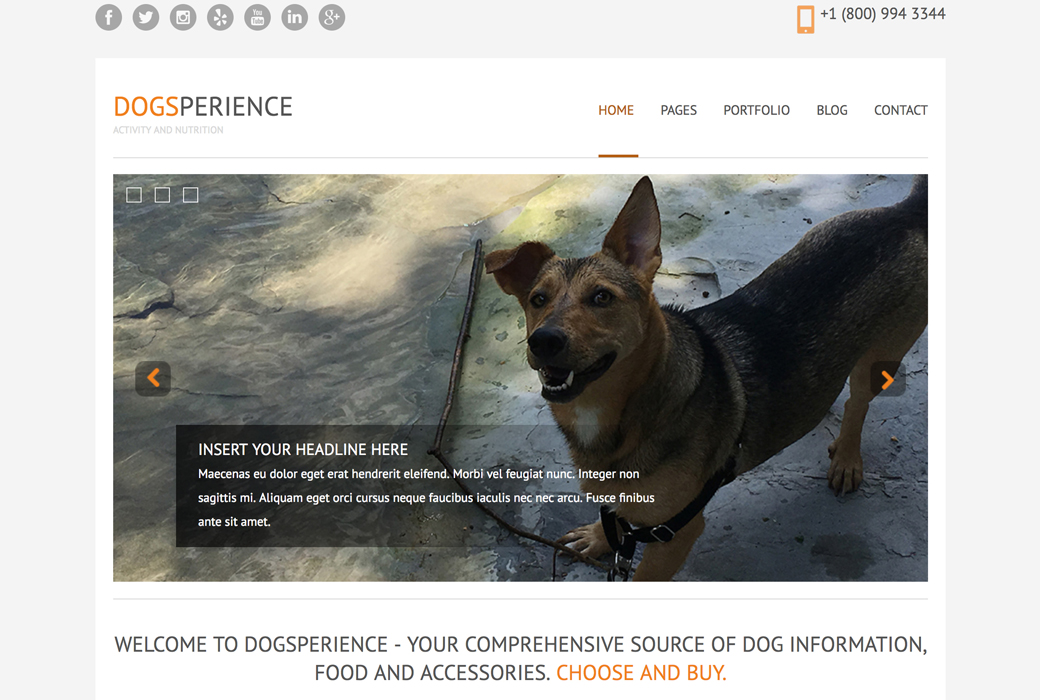 You Tube
+1 (800) 994 3344
DOGSPERIENCE
ACTIVITY AND NUTRITION
HOME PAGES PORTFOLIO BLOG CONTACT
INSERT YOUR HEADLINE HERE
Maecenas eu dolor eget erat hendrerit eleifend. Morbi vel feugiat nunc. Integer non
sagittis mi. Aliquam eget orci cursus neque faucibus iaculis nec nec arcu. Fusce finibus
ante sit amet.
WELCOME TO DOGSPERIENCE - YOUR COMPREHENSIVE SOURCE OF DOG INFORMATION,
FOOD AND ACCESSORIES. CHOOSE AND BUY.